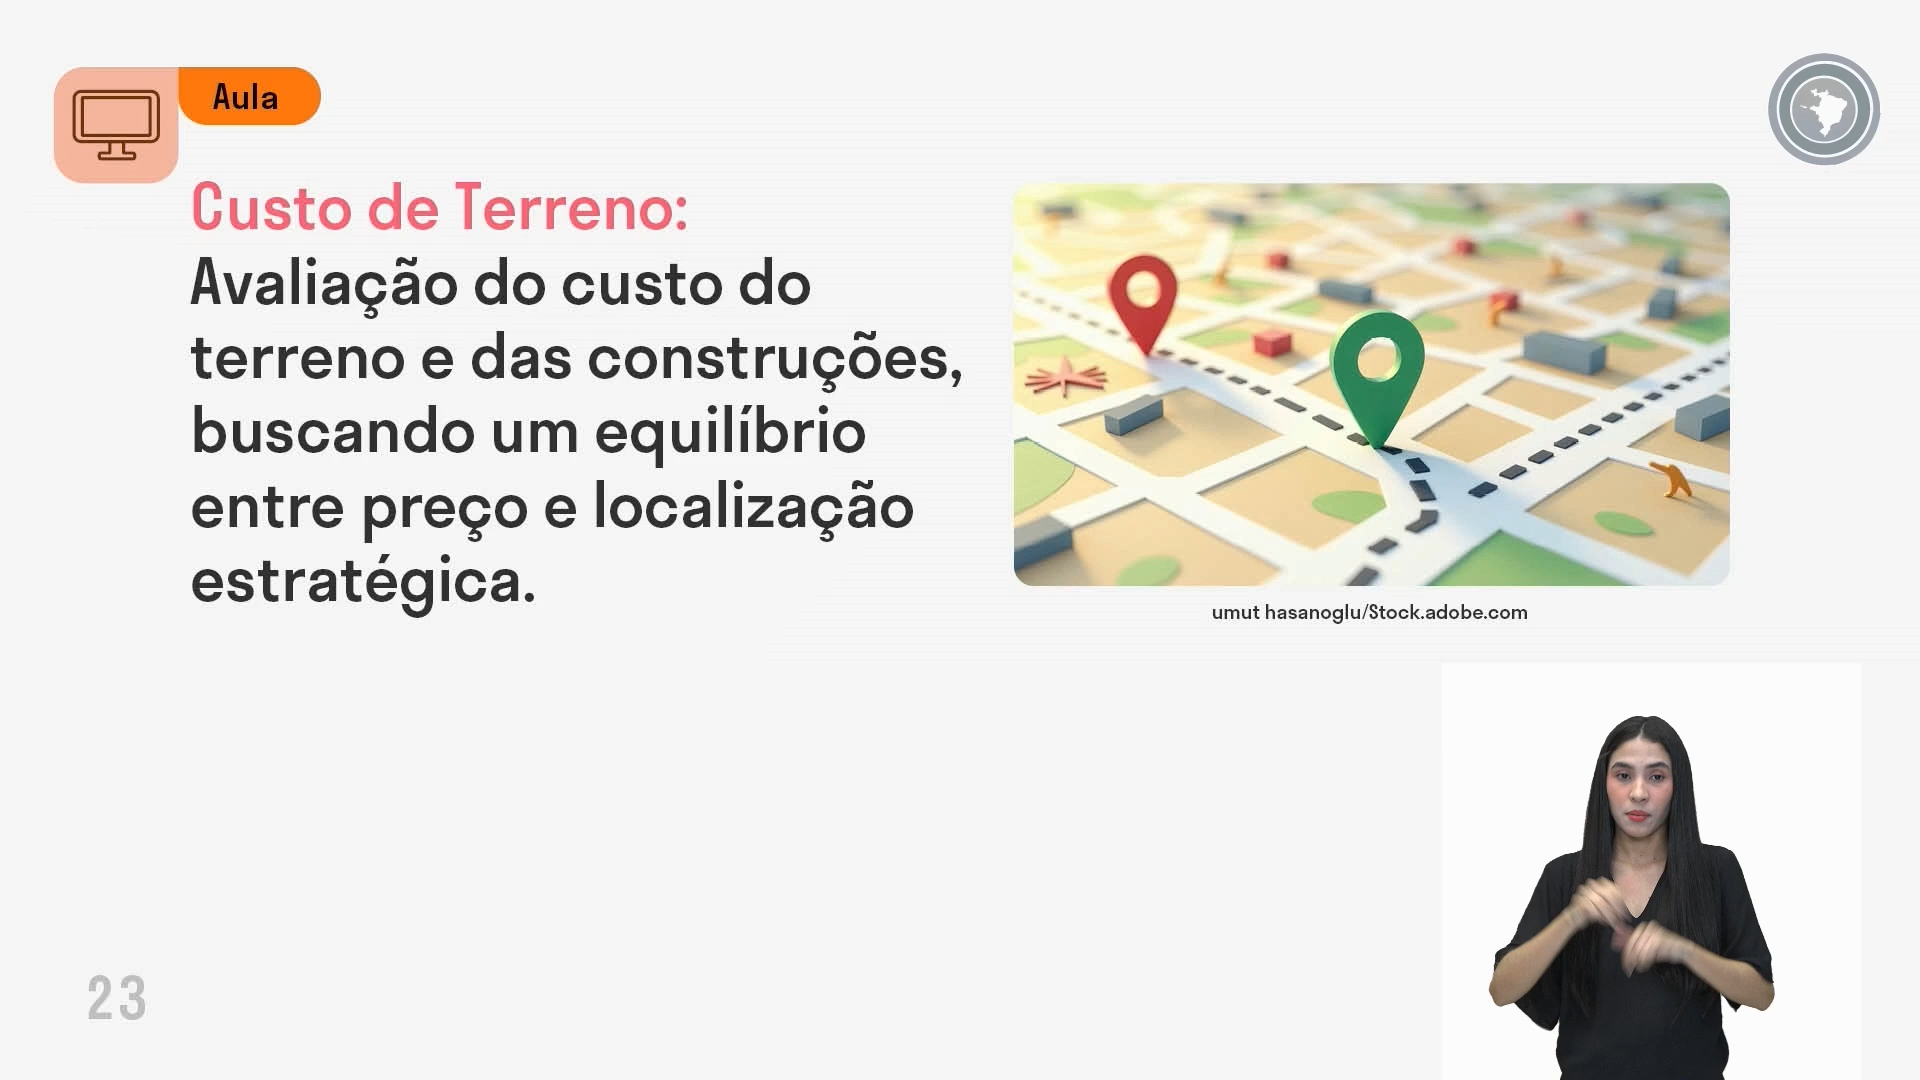 Aula
Custo de Terreno:
Avaliação do custo do
terreno e das construções,
buscando um equilíbrio
entre preço e localização
estratégica.
umut hasanoglu/Stock.adobe.com
23